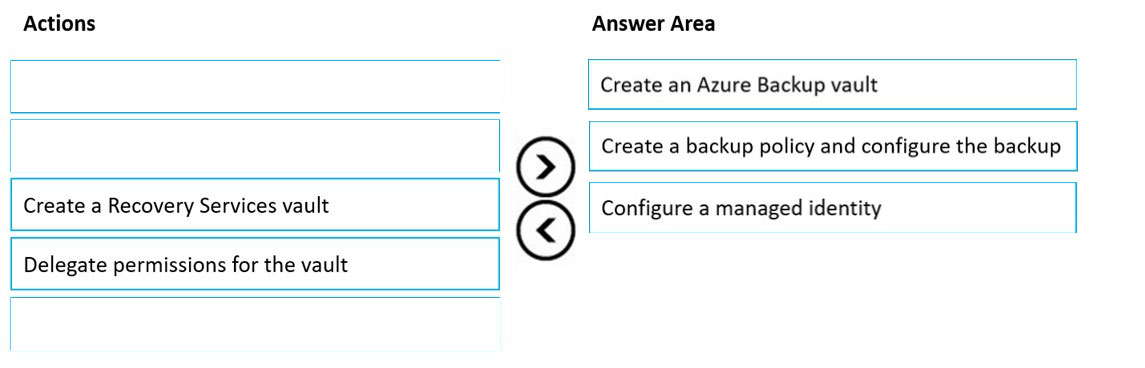 Actions
Create a Recovery Services vault
Delegate permissions for the vault
Answer Area
Create an Azure Backup vault
Create a backup policy and configure the backup
Configure a managed identity